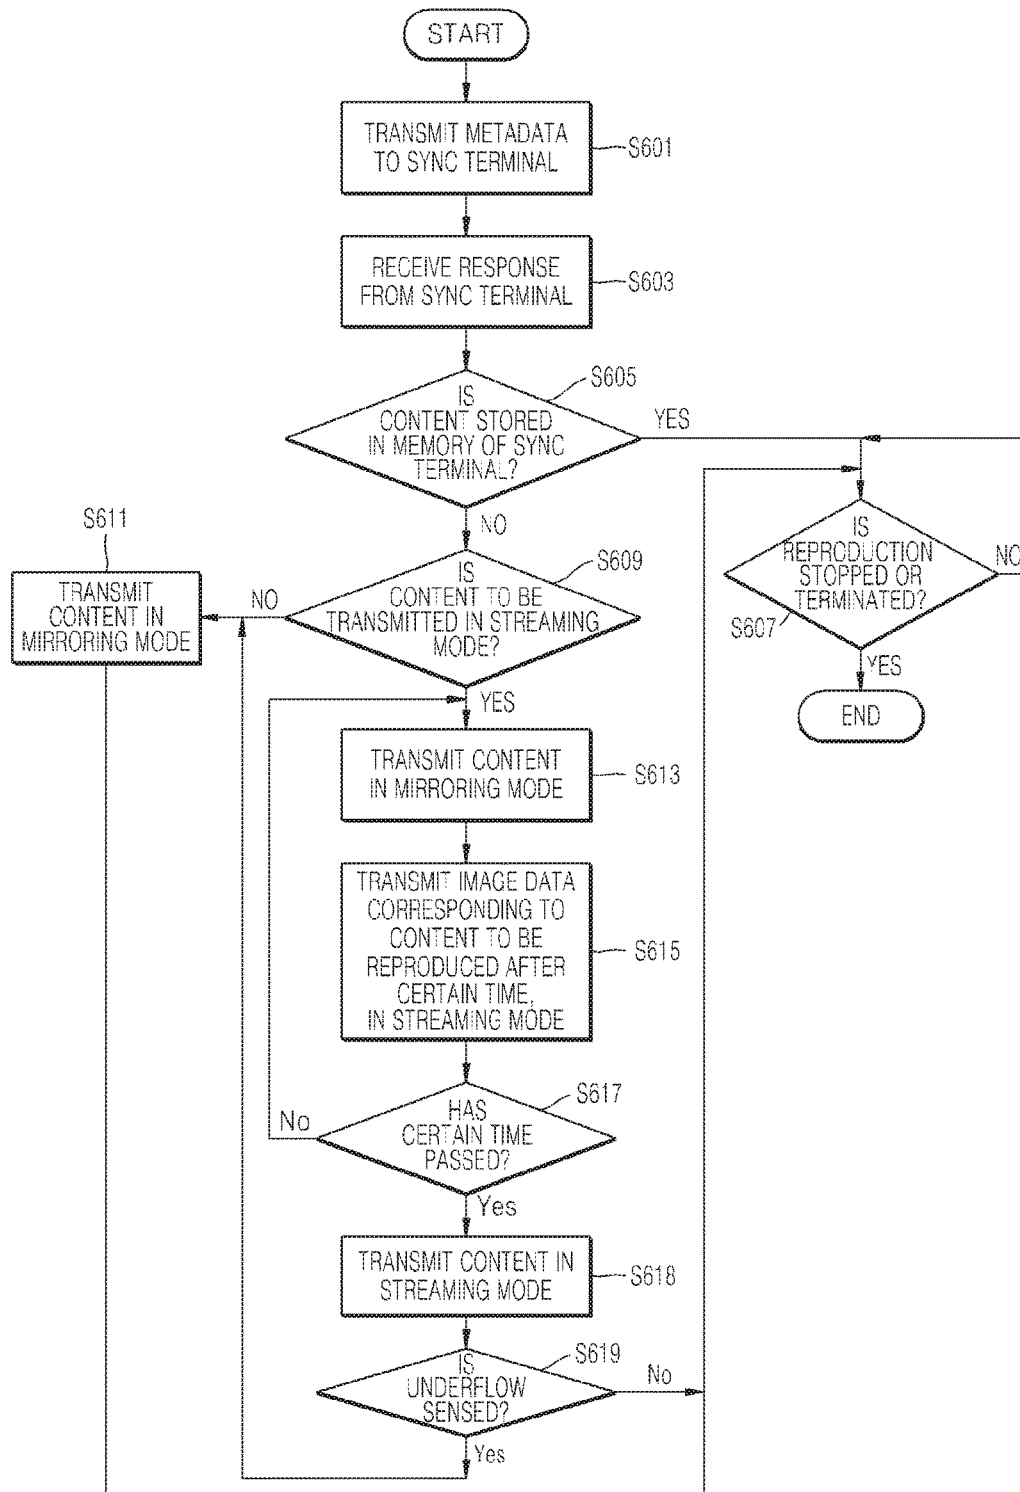 START
TRANSMIT METADATA
TO SYNC TERMINAL
S601
RECEIVE RESPONSE
FROM SYNC TERMINAL
S603
S605
IS
CONTENT STORED
IN MEMORY OF SYNC
TERMINAL?
YES
NO
S611
TRANSMIT
CONTENT IN
MIRRORING MODE
NO
S609
IS
CONTENT TO BE
TRANSMITTED IN STREAMING
MODE?
YES
IS
REPRODUCTION
STOPPED OR
TERMINATED?
NO
S607
YES
END
TRANSMIT CONTENT
IN MIRRORING MODE
S613
TRANSMIT IMAGE DATA
CORRESPONDING TO
CONTENT TO BE
REPRODUCED AFTER
CERTAIN TIME,
IN STREAMING MODE
S615
S617
HAS
CERTAIN TIME
PASSED?
No
Yes
TRANSMIT CONTENT IN
STREAMING MODE
S618
S619
IS
UNDERFLOW
SENSED?
No
Yes